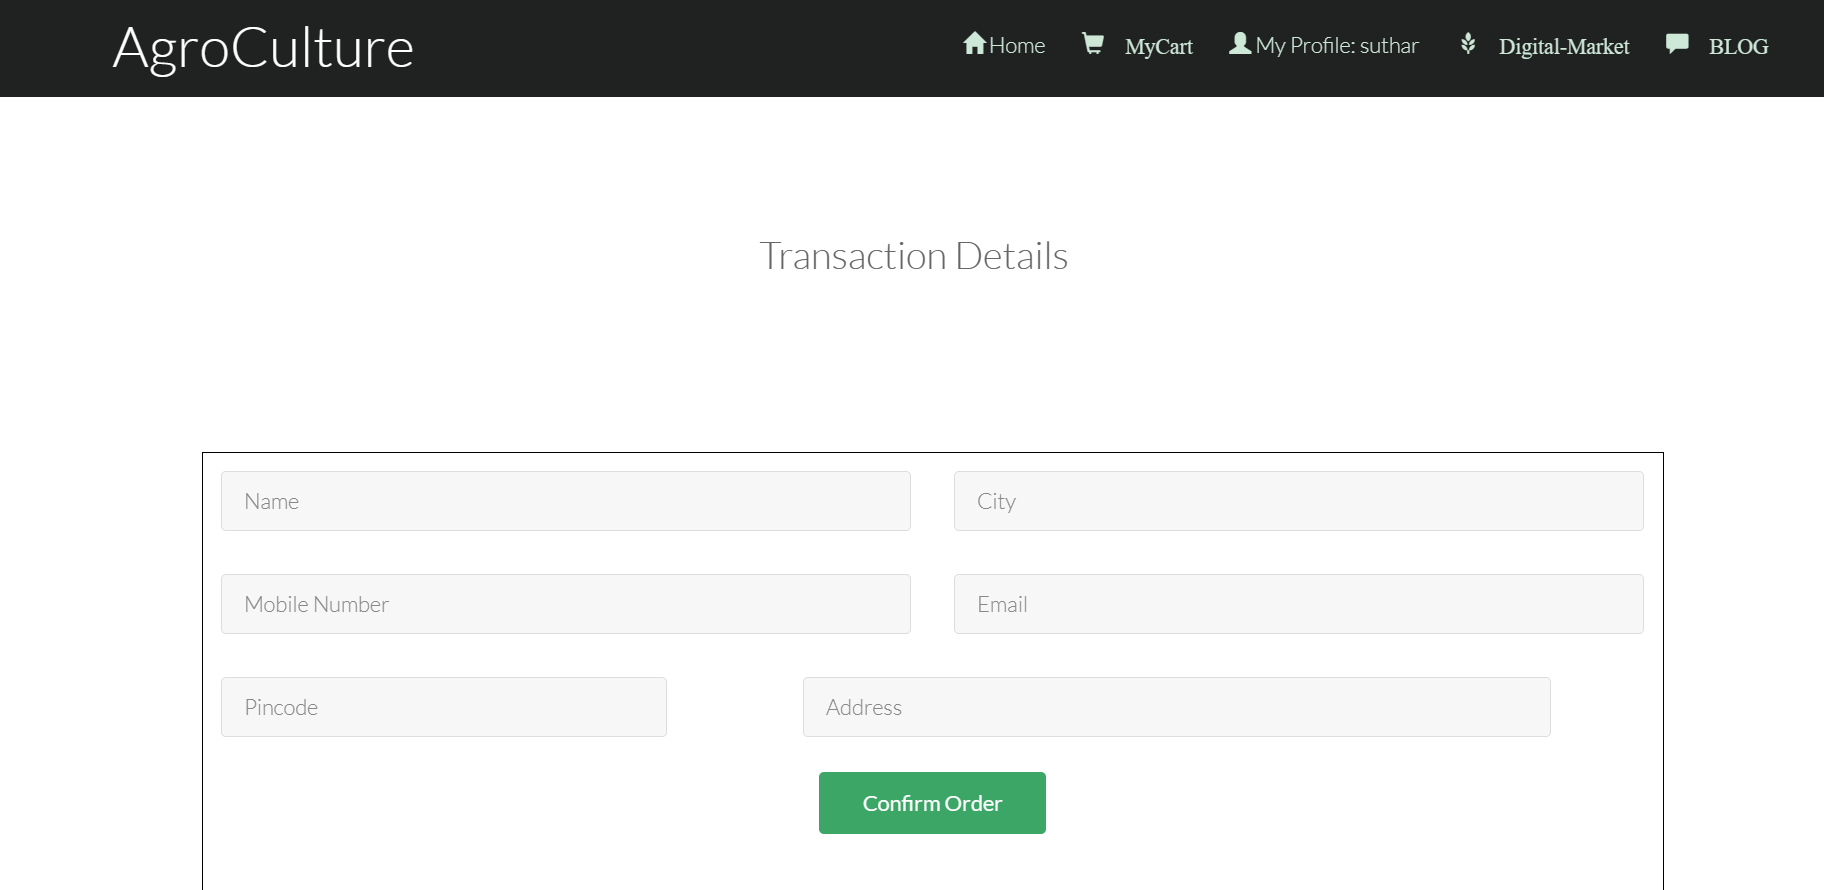 AgroCulture
Home MyCart My Profile: suthar Digital-Market BLOG
Transaction Details
Name City
Mobile Number Email
Pincode Address
Confirm Order